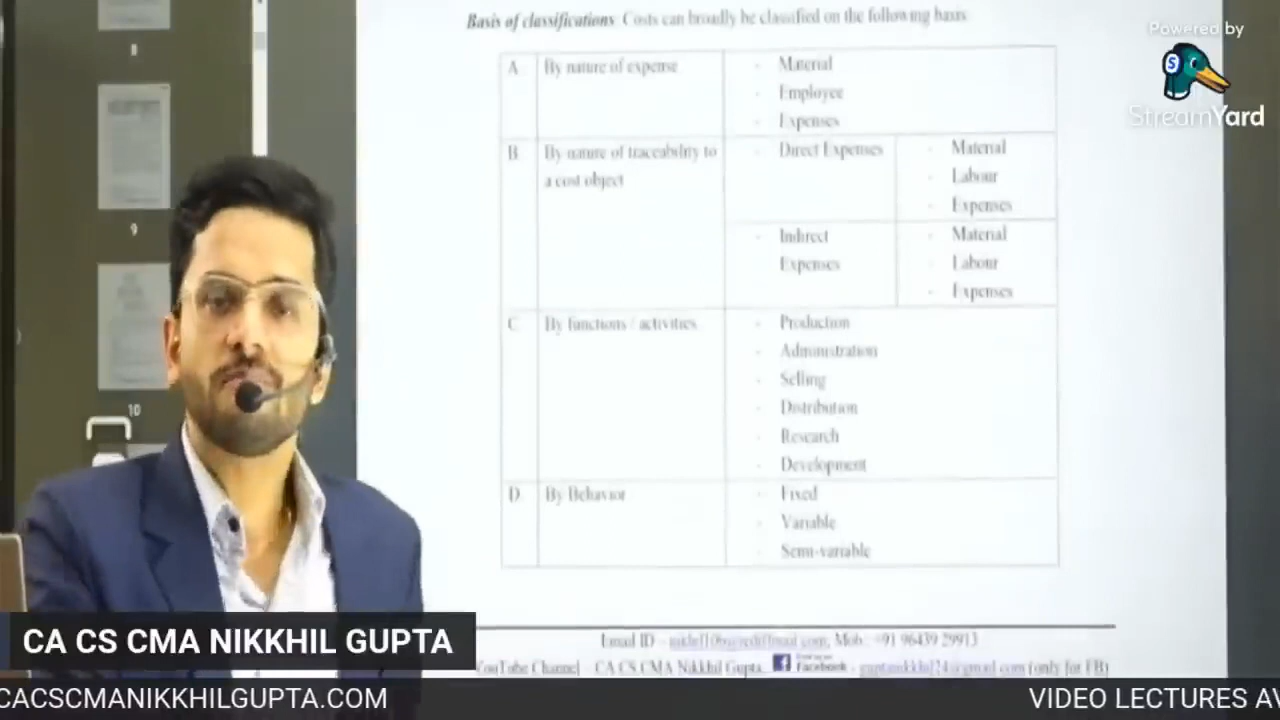 Basis of classifications: Costs can broadly be classified on the following basis
Powered by
StreamYard
A By nature of expense - Material
- Employee
- Expenses
B By nature of traceability to a cost object - Direct Expenses - Material
- Labour
- Expenses
- Indirect Expenses - Material
- Labour
- Expenses
C By functions / activities - Production
- Administration
- Selling
- Distribution
- Research
- Development
D By Behavior - Fixed
- Variable
- Semi-variable
8
9
10
Email ID - Mob: +91 96439 29913
YouTube Channel CA CS CMA Nikkhil Gupta, Facebook - (only for FB)
CA CS CMA NIKKHIL GUPTA
CACSCMANIKKHILGUPTA.COM
VIDEO LECTURES AV